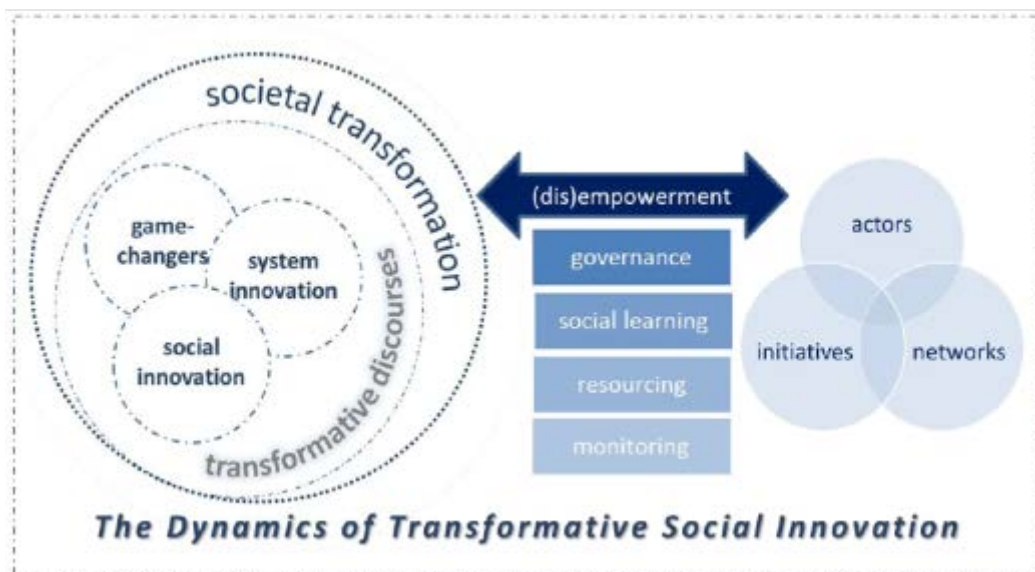 societal transformation
game-
changers
system
innovation
social
innovation
transformative discourses
(dis)empowerment
governance
social learning
resourcing
monitoring
actors
initiatives
networks
The Dynamics of Transformative Social Innovation